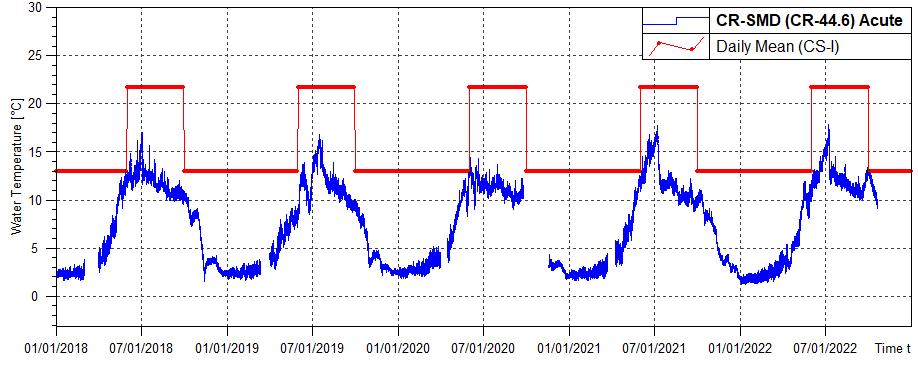 30
25
20
15
10
5
0
Water Temperature [°C]
CR-SMD (CR-44.6) Acute
Daily Mean (CS-I)
01/01/2018 07/01/2018 01/01/2019 07/01/2019 01/01/2020 07/01/2020 01/01/2021 07/01/2021 01/01/2022 07/01/2022 Time t